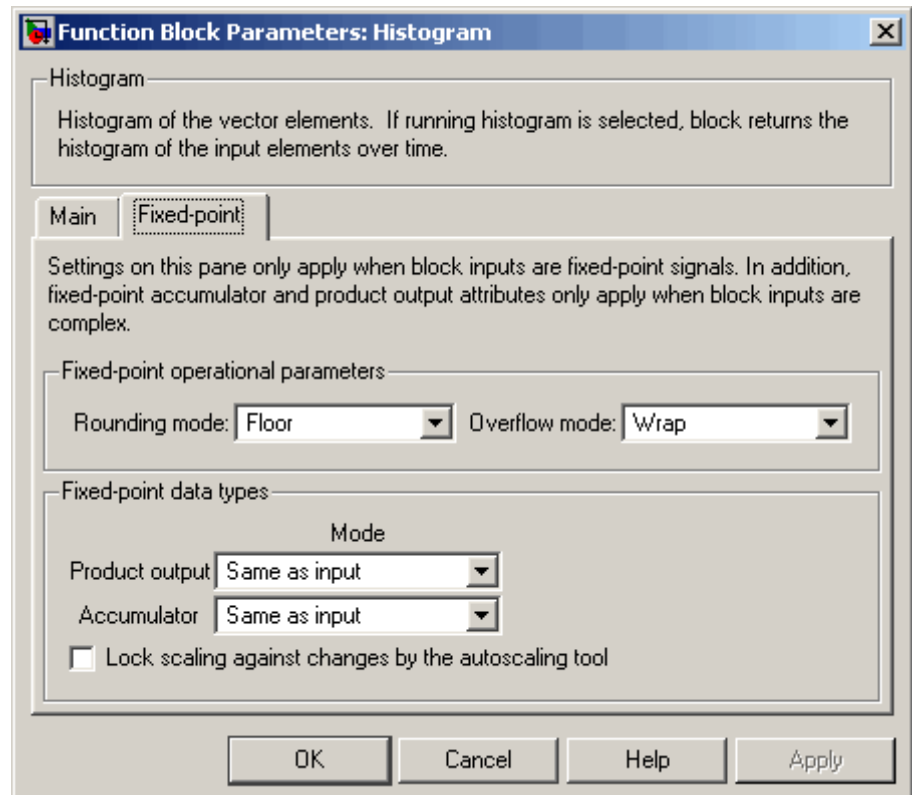 Function Block Parameters: Histogram
Histogram
Histogram of the vector elements. If running histogram is selected, block returns the
histogram of the input elements over time.
Main Fixed-point
Settings on this pane only apply when block inputs are fixed-point signals. In addition,
fixed-point accumulator and product output attributes only apply when block inputs are
complex.
Fixed-point operational parameters
Rounding mode: Floor Overflow mode: Wrap
Fixed-point data types
Mode
Product output Same as input
Accumulator Same as input
Lock scaling against changes by the autoscaling tool
OK Cancel Help Apply